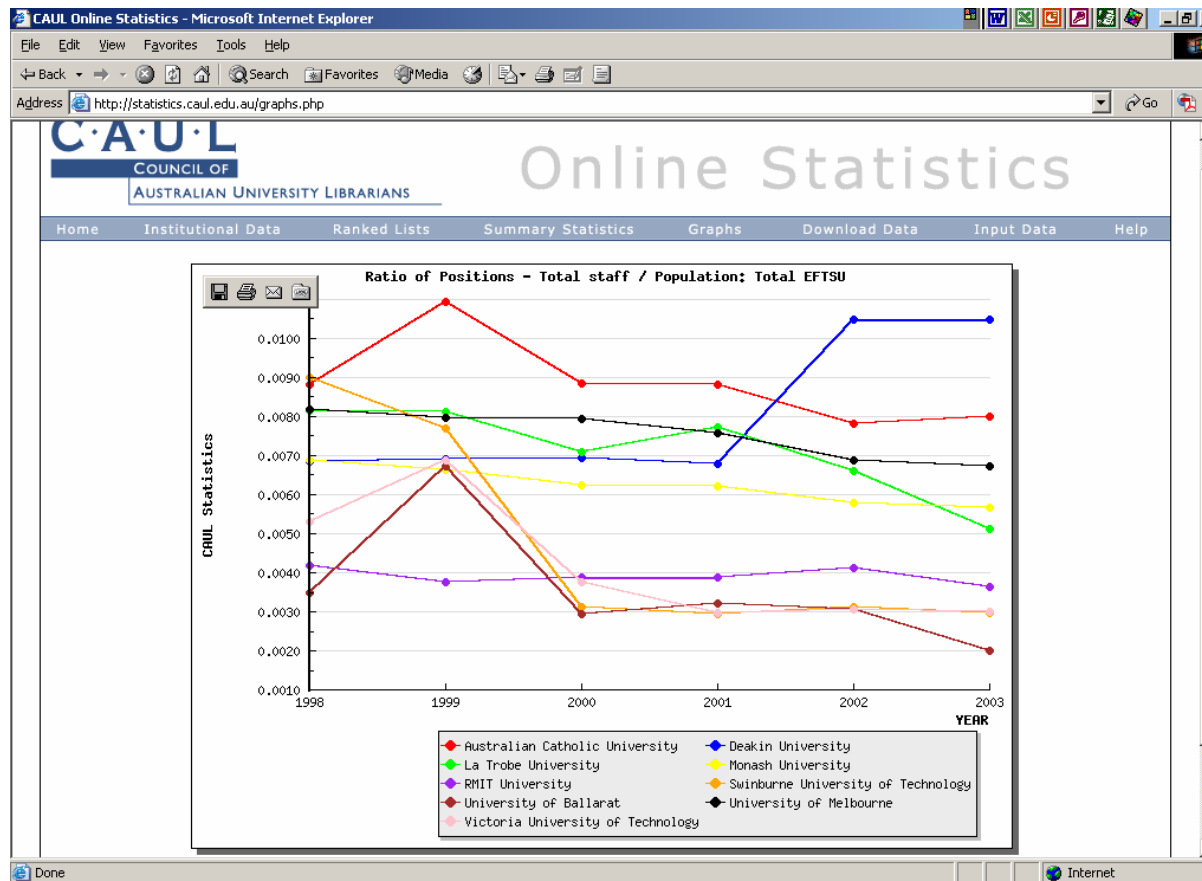 CAUL Online Statistics - Microsoft Internet Explorer
File Edit View Favorites Tools Help
Back Search Favorites Media
Address http://statistics.caul.edu.au/graphs.php Go
C·A·U·L
COUNCIL OF
AUSTRALIAN UNIVERSITY LIBRARIANS
Online Statistics
Home Institutional Data Ranked Lists Summary Statistics Graphs Download Data Input Data Help
Ratio of Positions - Total staff / Population: Total EFTSU
CAUL Statistics
0.0100
0.0090
0.0080
0.0070
0.0060
0.0050
0.0040
0.0030
0.0020
0.0010
1998 1999 2000 2001 2002 2003
YEAR
Australian Catholic University Deakin University
La Trobe University Monash University
RMIT University Swinburne University of Technology
University of Ballarat University of Melbourne
Victoria University of Technology
Done Internet